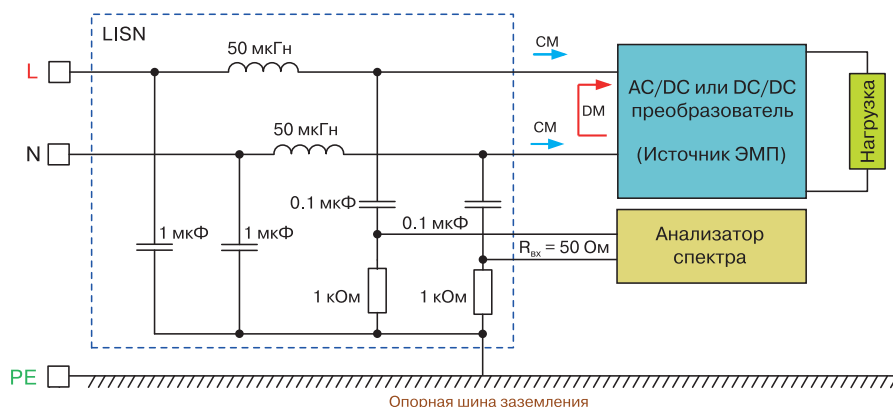 LISN
50 мкГн
CM
L
AC/DC или DC/DC
преобразователь
(Источник ЭМП)
Нагрузка
DM
50 мкГн
CM
N
0.1 мкФ
0.1 мкФ
1 мкФ
1 мкФ
Rвх = 50 Ом
Анализатор
спектра
1 кОм
1 кОм
PE
Опорная шина заземления